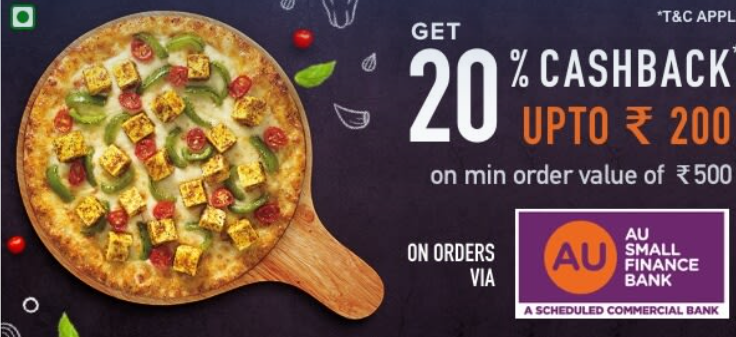 *T&C APPL
GET
20% CASHBACK*
UPTO ₹ 200
on min order value of ₹500
ON ORDERS
VIA
AU
AU
SMALL
FINANCE
BANK
A SCHEDULED COMMERCIAL BANK